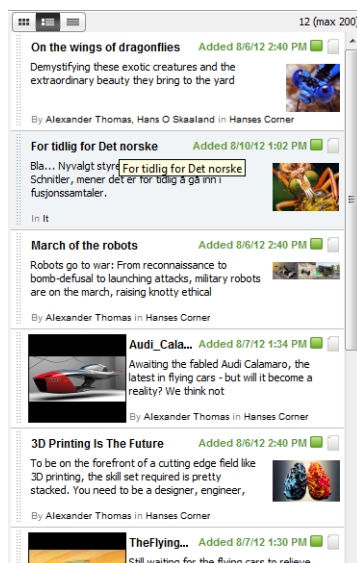 12 (max 200)
On the wings of dragonflies Added 8/6/12 2:40 PM
Demystifying these exotic creatures and the
extraordinary beauty they bring to the yard
By Alexander Thomas, Hans O Skaaland in Hanses Corner
For tidlig for Det norske Added 8/10/12 1:02 PM
Bla... Nyvalgt styre
For tidlig for Det norske
Schnitler, mener det er for tidlig å gå inn i
fusjonssamtaler.
In It
March of the robots Added 8/6/12 2:40 PM
Robots go to war: From reconnaissance to
bomb-defusal to launching attacks, military robots
are on the march, raising knotty ethical
By Alexander Thomas in Hanses Corner
Audi_Cala... Added 8/7/12 1:34 PM
Awaiting the fabled Audi Calamaro, the
latest in flying cars - but will it become a
reality? We think not
By Alexander Thomas in Hanses Corner
3D Printing Is The Future Added 8/6/12 2:40 PM
To be on the forefront of a cutting edge field like
3D printing, the skill set required is pretty
stacked. You need to be a designer, engineer,
By Alexander Thomas in Hanses Corner
TheFlying... Added 8/7/12 1:30 PM
Still waiting for the flying cars to relieve